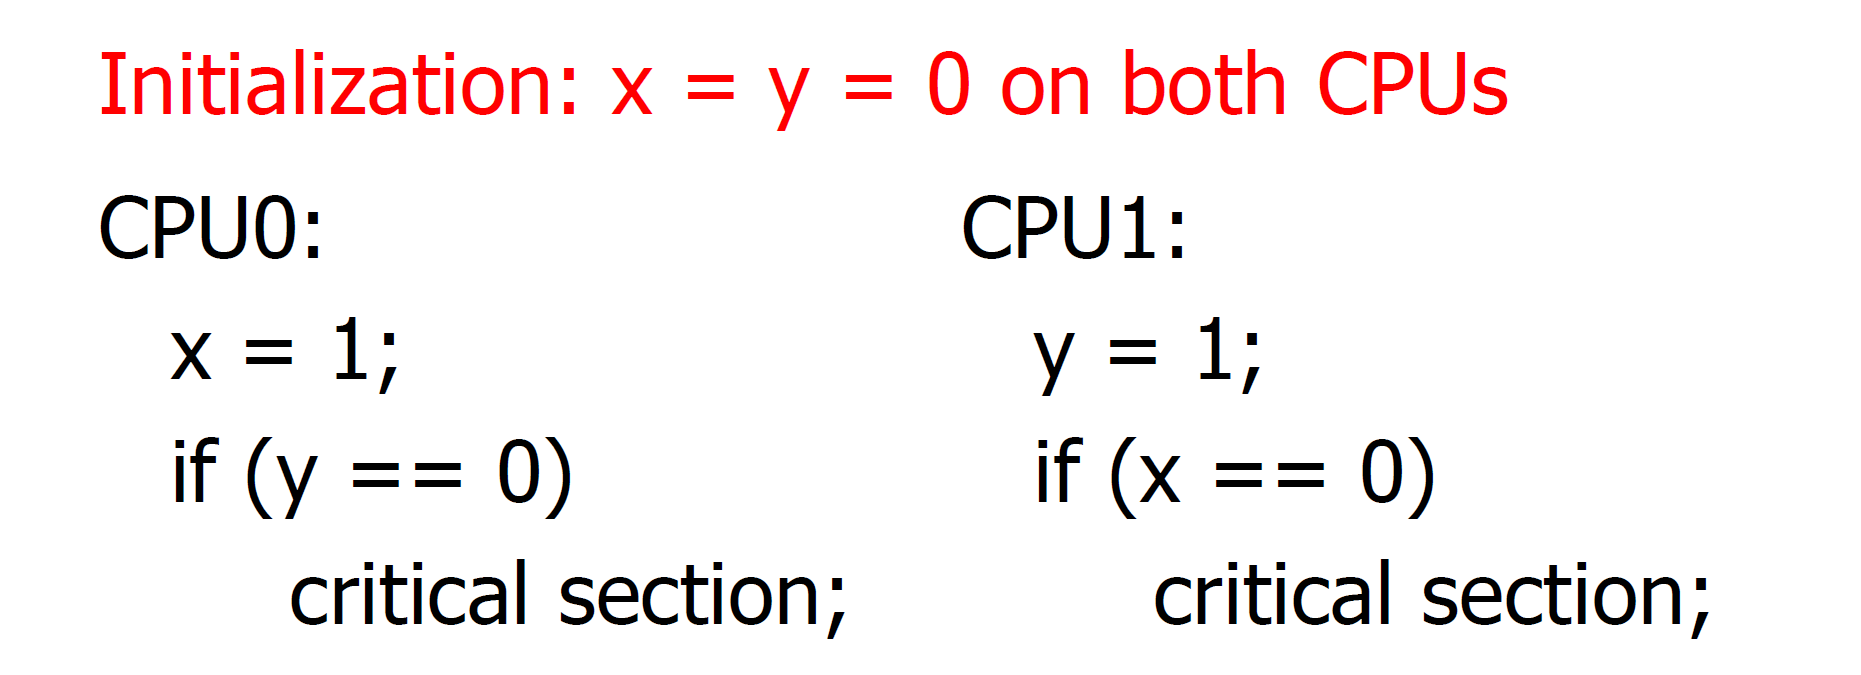 Initialization: x = y = 0 on both CPUs
CPU0:
x = 1;
if (y == 0)
critical section;
CPU1:
y = 1;
if (x == 0)
critical section;